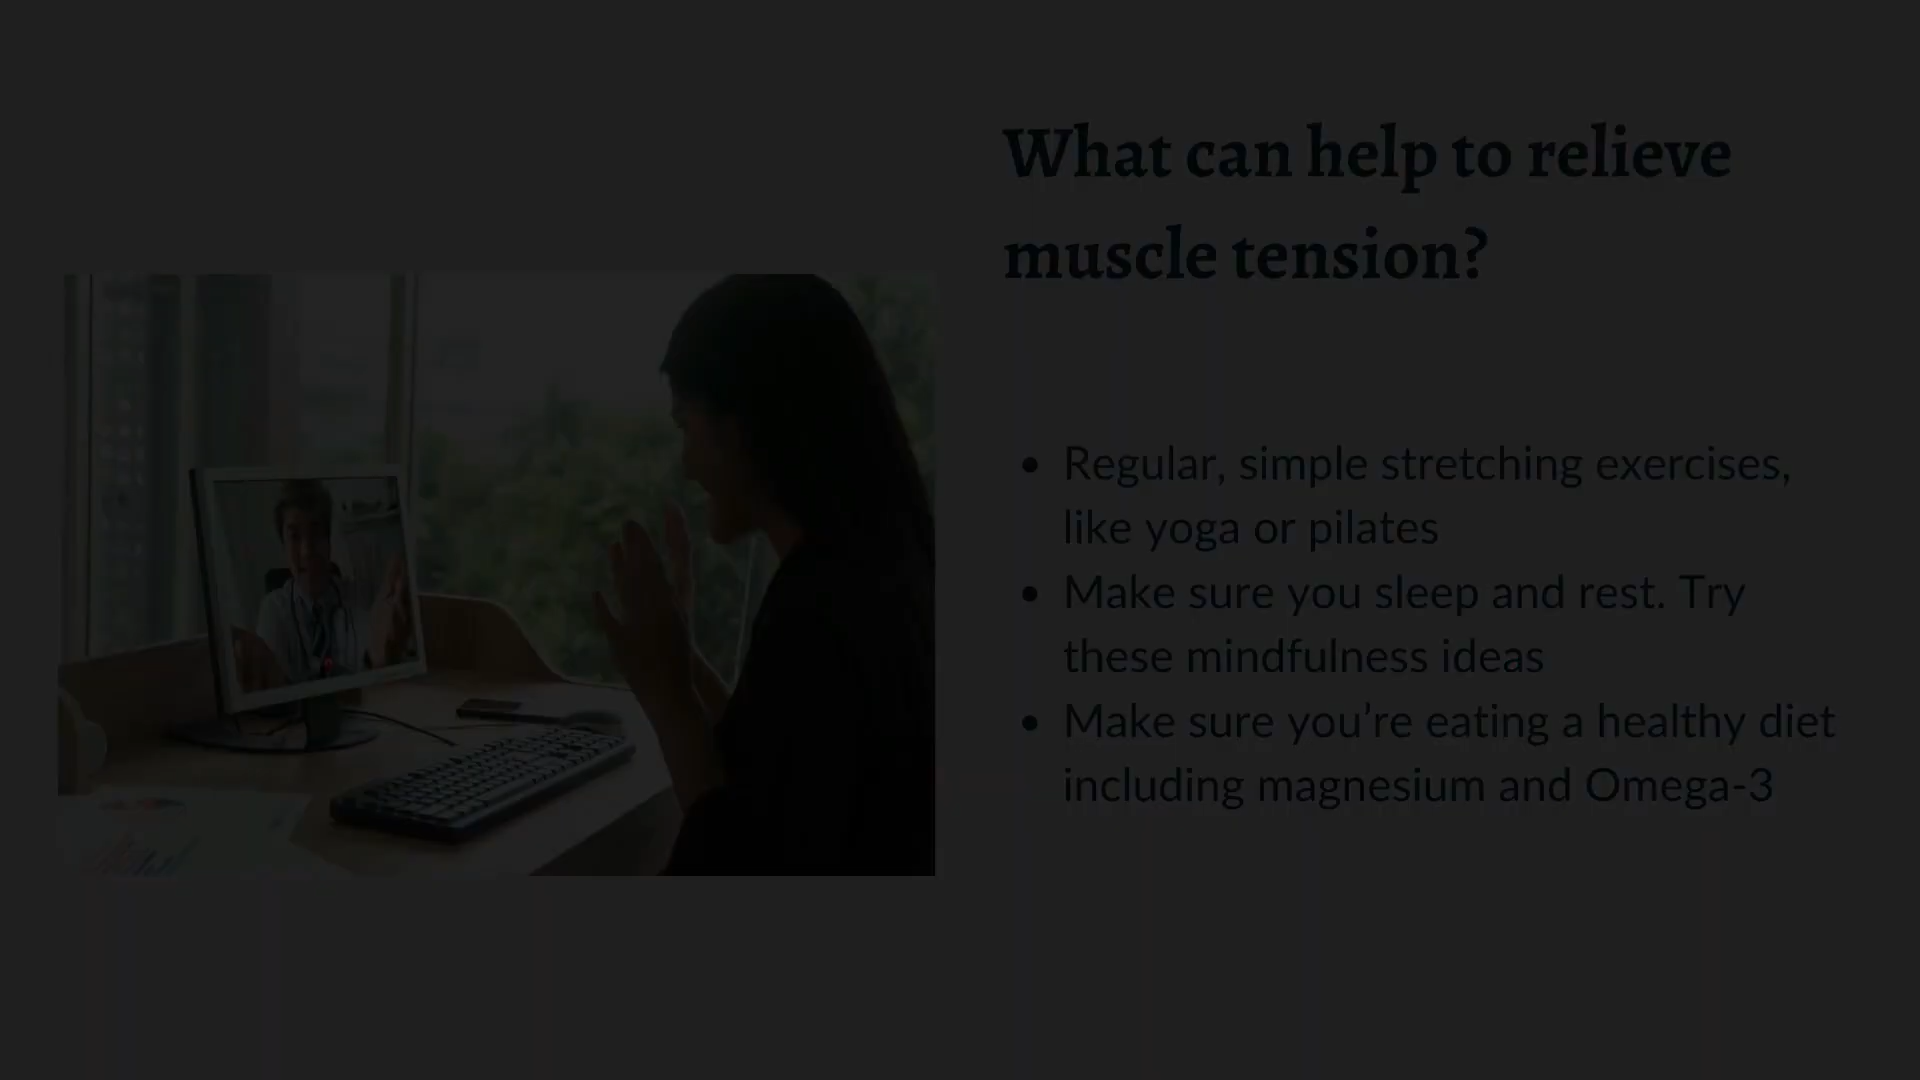 What can help to relieve
muscle tension?
• Regular, simple stretching exercises,
like yoga or pilates
• Make sure you sleep and rest. Try
these mindfulness ideas
• Make sure you’re eating a healthy diet
including magnesium and Omega-3